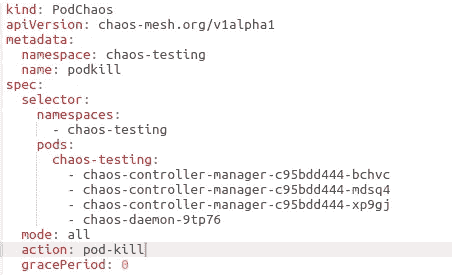 kind: PodChaos
apiVersion: chaos-mesh.org/v1alpha1
metadata:
  namespace: chaos-testing
  name: podkill
spec:
  selector:
    namespaces:
      - chaos-testing
    pods:
      chaos-testing:
        - chaos-controller-manager-c95bdd444-bchvc
        - chaos-controller-manager-c95bdd444-mdsq4
        - chaos-controller-manager-c95bdd444-xp9gj
        - chaos-daemon-9tp76
  mode: all
  action: pod-kill
  gracePeriod: 0